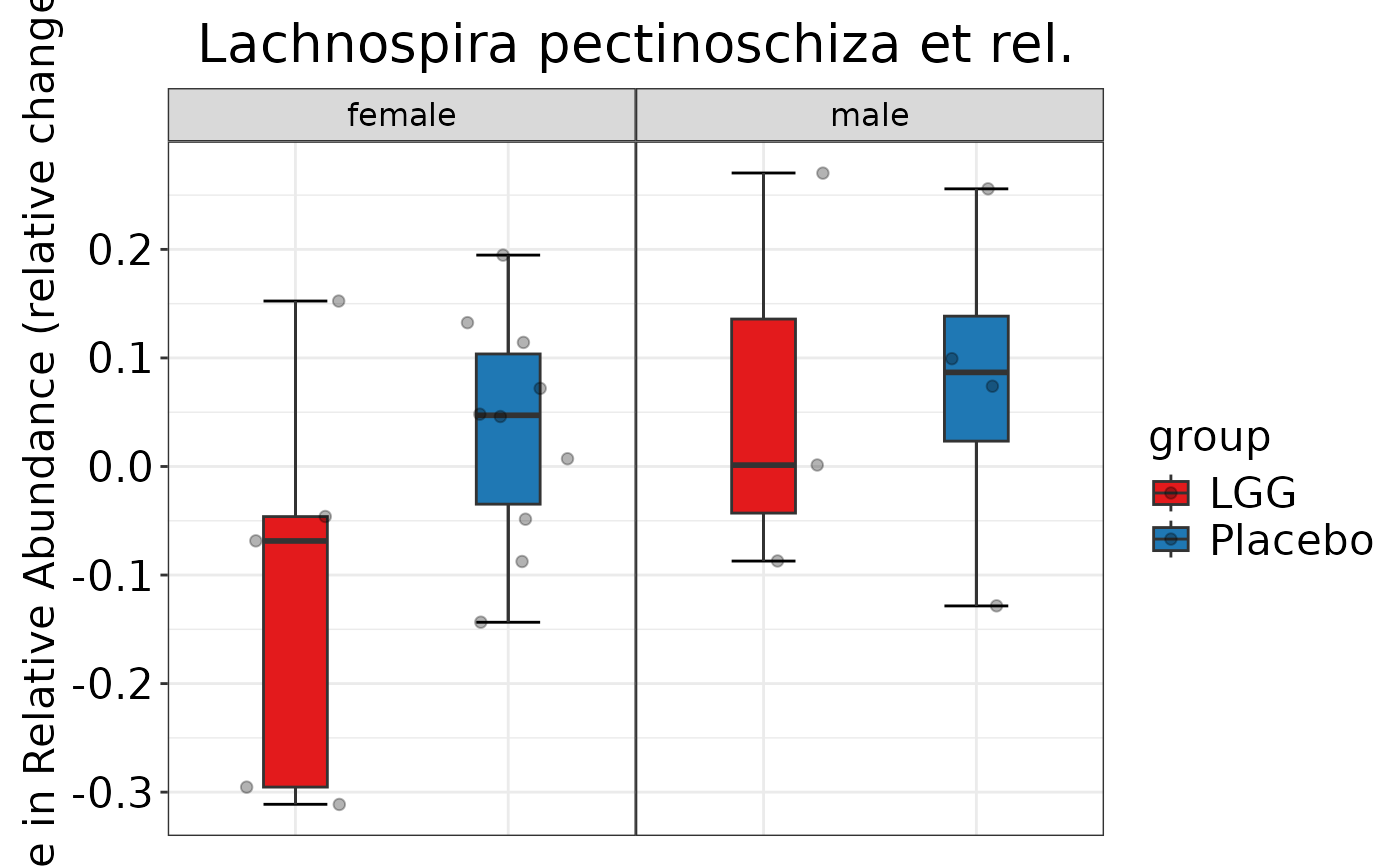 Lachnospira pectinoschiza et rel.
female
male
e in Relative Abundance (relative change
0.2
0.1
0.0
-0.1
-0.2
-0.3
group
LGG
Placebo